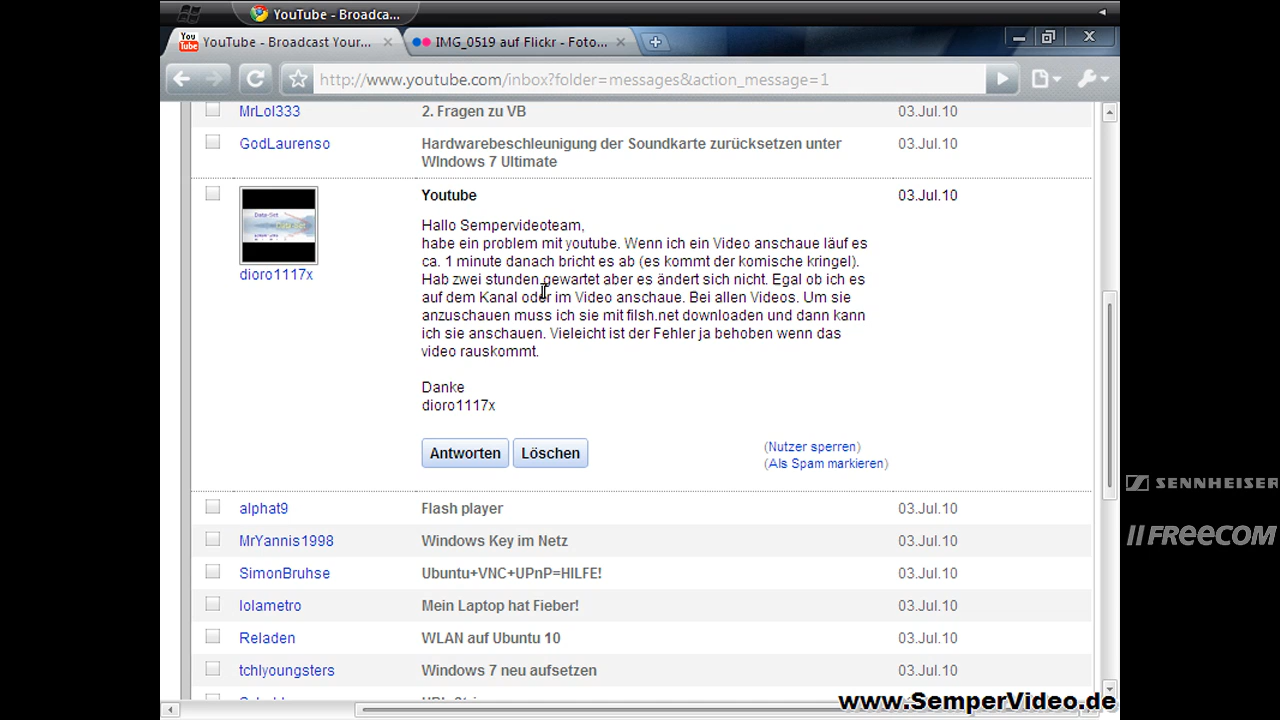 YouTube - Broadca...
You Tube YouTube - Broadcast Your...
IMG_0519 auf Flickr - Foto...
http://www.youtube.com/inbox?folder=messages&action_message=1
MrLol333 2. Fragen zu VB 03.Jul.10
GodLaurenso Hardwarebeschleunigung der Soundkarte zurücksetzen unter 03.Jul.10
WIndows 7 Ultimate
Youtube 03.Jul.10
Hallo Sempervideoteam,
habe ein problem mit youtube. Wenn ich ein Video anschaue läuf es
ca. 1 minute danach bricht es ab (es kommt der komische kringel).
Hab zwei stunden gewartet aber es ändert sich nicht. Egal ob ich es
auf dem Kanal oder im Video anschaue. Bei allen Videos. Um sie
anzuschauen muss ich sie mit filsh.net downloaden und dann kann
ich sie anschauen. Vieleicht ist der Fehler ja behoben wenn das
video rauskommt.
dioro1117x
Danke
dioro1117x
Antworten Löschen
(Nutzer sperren)
(Als Spam markieren)
alphat9 Flash player 03.Jul.10
MrYannis1998 Windows Key im Netz 03.Jul.10
SimonBruhse Ubuntu+VNC+UPnP=HILFE! 03.Jul.10
lolametro Mein Laptop hat Fieber! 03.Jul.10
Reladen WLAN auf Ubuntu 10 03.Jul.10
tchlyoungsters Windows 7 neu aufsetzen 03.Jul.10
SENNHEISER
FREECOM
www.SemperVideo.de